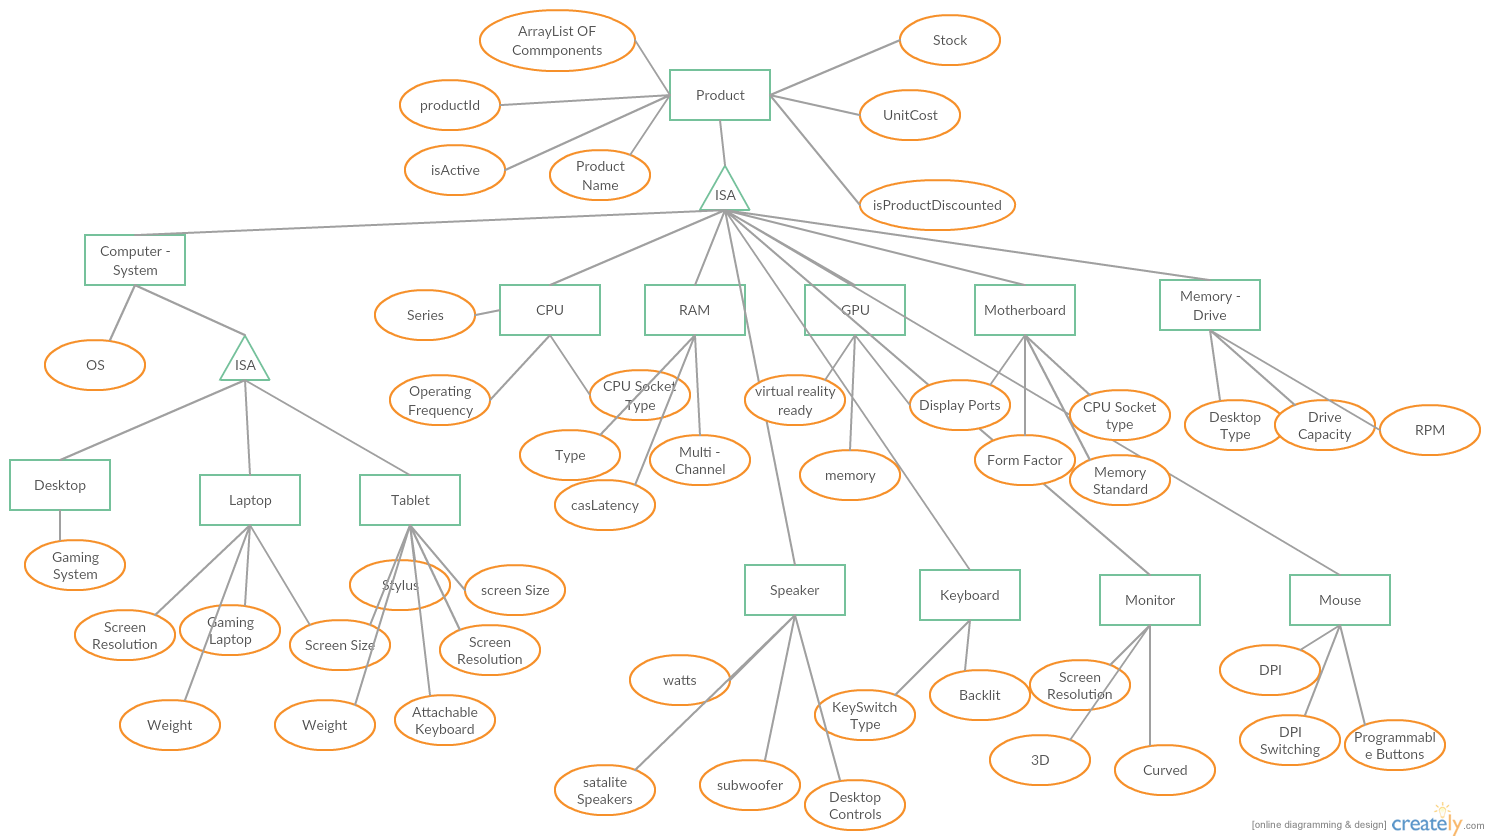 ArrayList OF
Commponents
Stock
Product
productId
UnitCost
isActive
Product
Name
ISA
isProductDiscounted
Computer -
System
CPU
RAM
GPU
Motherboard
Memory -
Drive
Series
OS
ISA
Operating
Frequency
CPU Socket
Type
virtual reality
ready
Display Ports
CPU Socket
type
Desktop
Type
Drive
Capacity
RPM
Type
Multi -
Channel
memory
Form Factor
Memory
Standard
casLatency
Desktop
Laptop
Tablet
Gaming
System
Stylus
screen Size
Speaker
Keyboard
Monitor
Mouse
Screen
Resolution
Gaming
Laptop
Screen Size
Screen
Resolution
watts
KeySwitch
Type
Backlit
Screen
Resolution
DPI
Weight
Weight
Attachable
Keyboard
3D
Curved
DPI
Switching
Programmabl
e Buttons
satalite
Speakers
subwoofer
Desktop
Controls
[online diagramming & design] creately.com